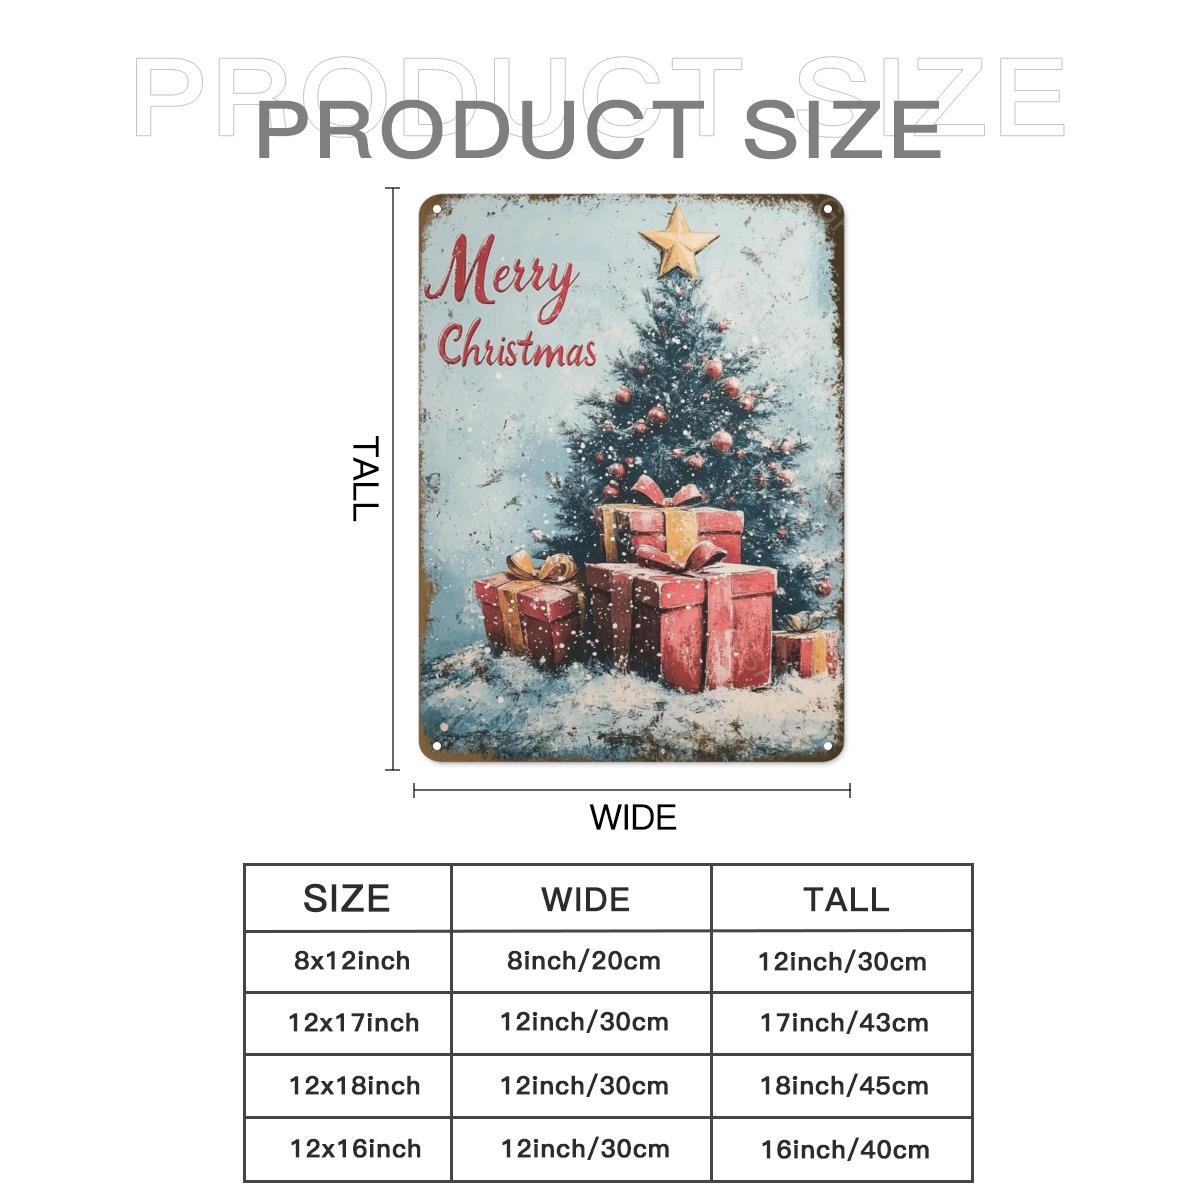 PRODUCT SIZE
PRODUCT SIZE
Merry
Christmas
TALL
WIDE
SIZE WIDE TALL
8x12inch 8inch/20cm 12inch/30cm
12x17inch 12inch/30cm 17inch/43cm
12x18inch 12inch/30cm 18inch/45cm
12x16inch 12inch/30cm 16inch/40cm